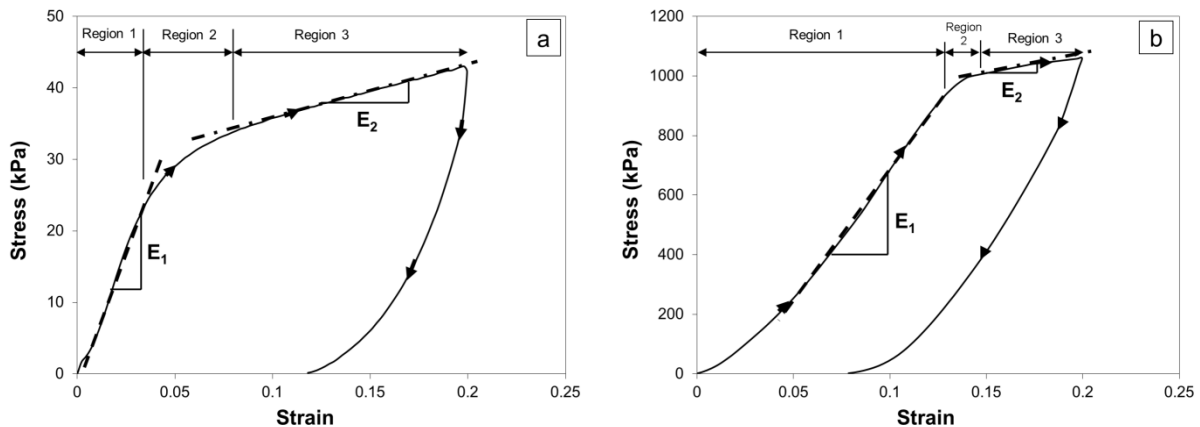 Region 1
Region 2
Region 3
a
50
40
30
20
10
0
Stress (kPa)
E1
E2
0
0.05
0.1
0.15
0.2
0.25
Strain
Region 1
Region 2
Region 3
b
1200
1000
800
600
400
200
0
Stress (kPa)
E1
E2
0
0.05
0.1
0.15
0.2
0.25
Strain